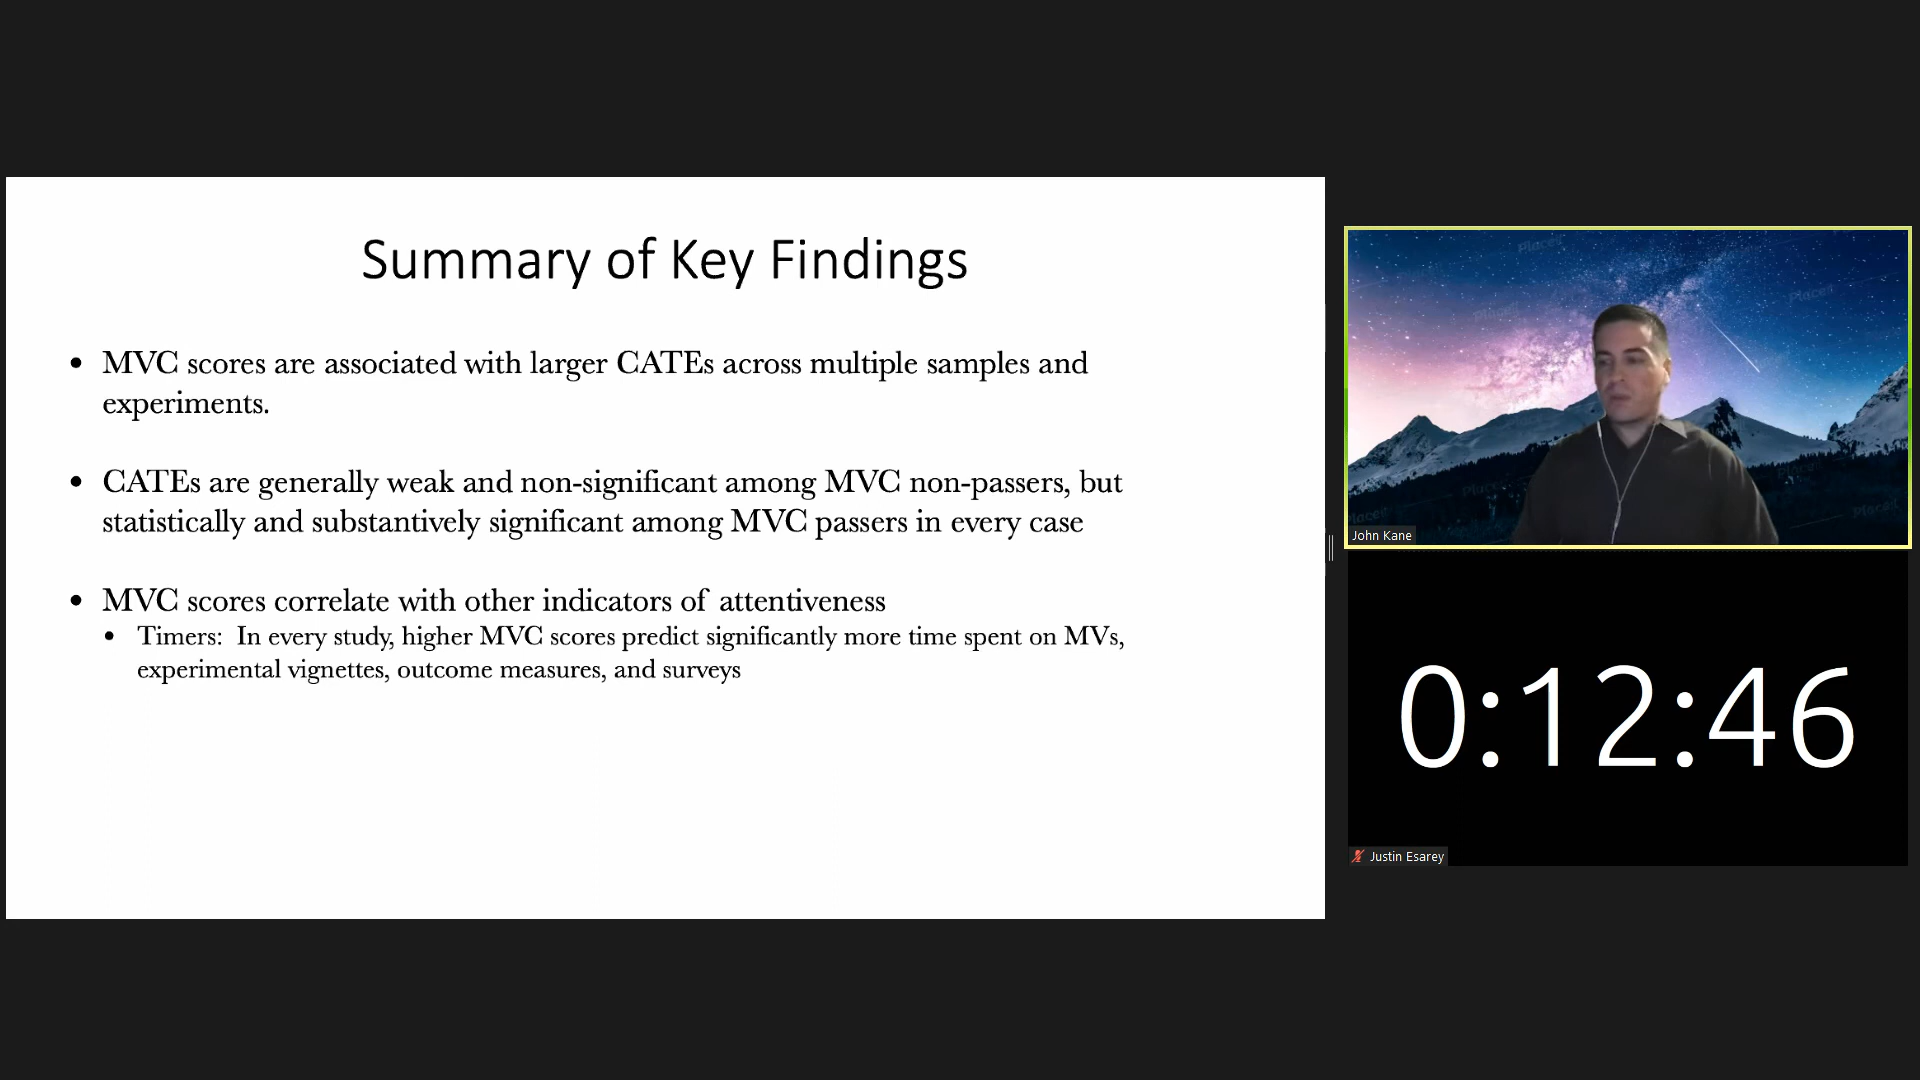 Summary of Key Findings
• MVC scores are associated with larger CATEs across multiple samples and
experiments.
• CATEs are generally weak and non-significant among MVC non-passers, but
statistically and substantively significant among MVC passers in every case
• MVC scores correlate with other indicators of attentiveness
• Timers: In every study, higher MVC scores predict significantly more time spent on MVs,
experimental vignettes, outcome measures, and surveys
Placeit
Placeit
John Kane
0:12:46
Justin Esarey